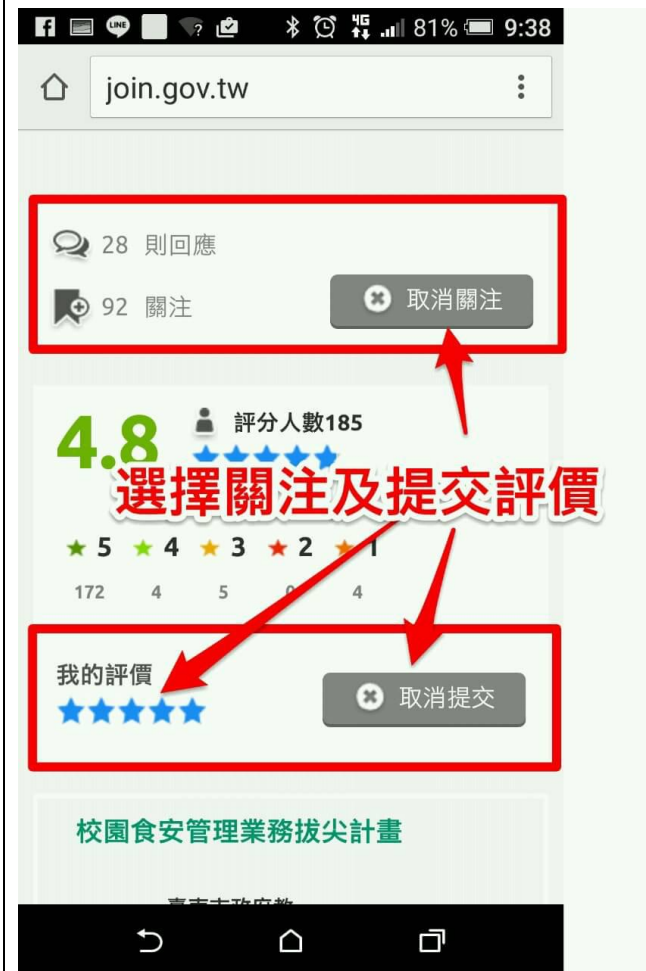 LINE
?
4G
81%
9:38
join.gov.tw
28 則回應
92 關注
取消關注
4.8
評分人數185
選擇關注及提交評價
5 4 3 2 1
172 4 5 0 4
我的評價
取消提交
校園食安管理業務拔尖計畫